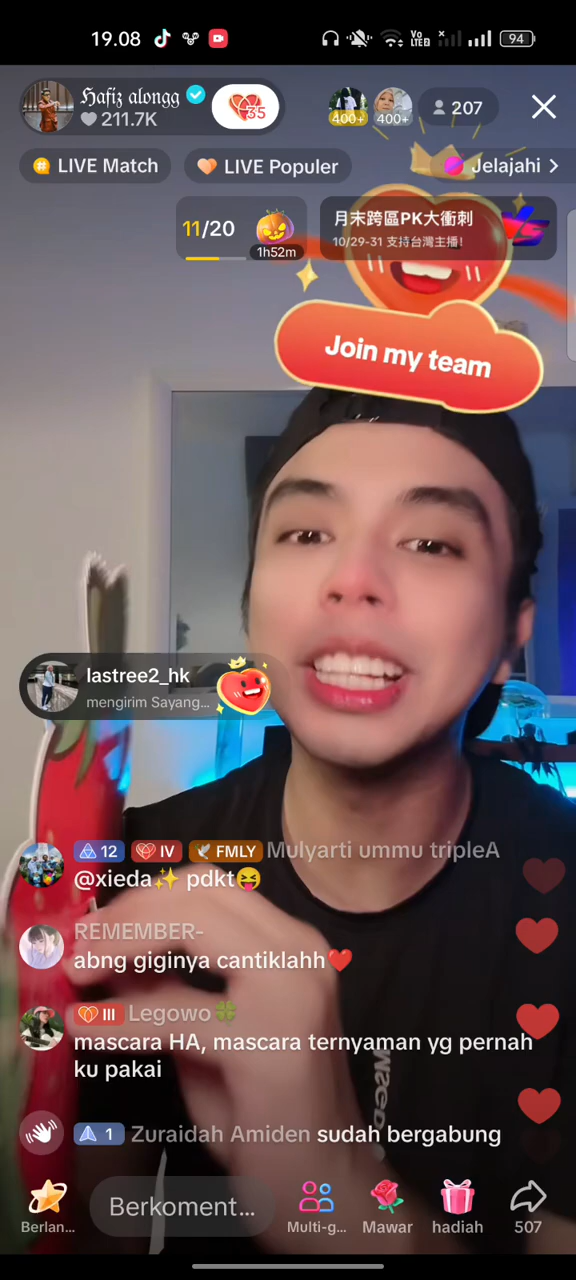 19.08
Vo
LTE2
94
Hafiz alongg
211.7K
35
400+
400+
207
LIVE Match
LIVE Populer
Jelajahi >
11/20
1h52m
月末跨區PK大衝刺
10/29-31 支持台灣主播!
Join my team
lastree2_hk
mengirim Sayang...
12 IV FMLY Mulyarti ummu tripleA
@xieda✨ pdkt😝
REMEMBER-
abng giginya cantiklahh❤️
III Legowo🍀
mascara HA, mascara ternyaman yg pernah
ku pakai
1 Zuraidah Amiden sudah bergabung
Berlan...
Berkoment...
Multi-g...
Mawar
hadiah
507